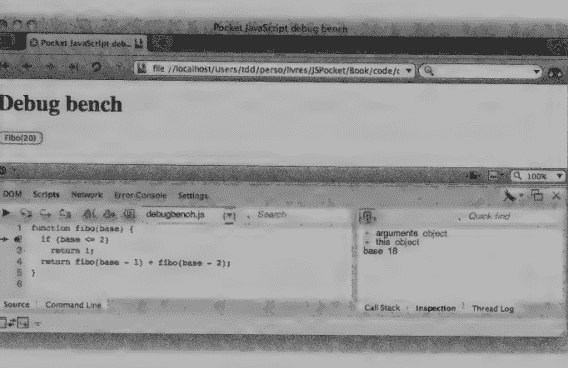 Pocket JavaScript debug bench
Pocket JavaScript deb...
file://localhost/Users/tdd/perso/livres/JSPocket/Book/code/c
Debug bench
Fibo(20)
100%
DOM Scripts Network Error Console Settings
debugbench.js Search Quick find
1 function fibo(base) {
2 if (base <= 2)
3 return 1;
4 return fibo(base - 1) + fibo(base - 2);
5 }
6
+ arguments object
+ this object
base 18
Source Command Line
Call Stack Inspection Thread Log